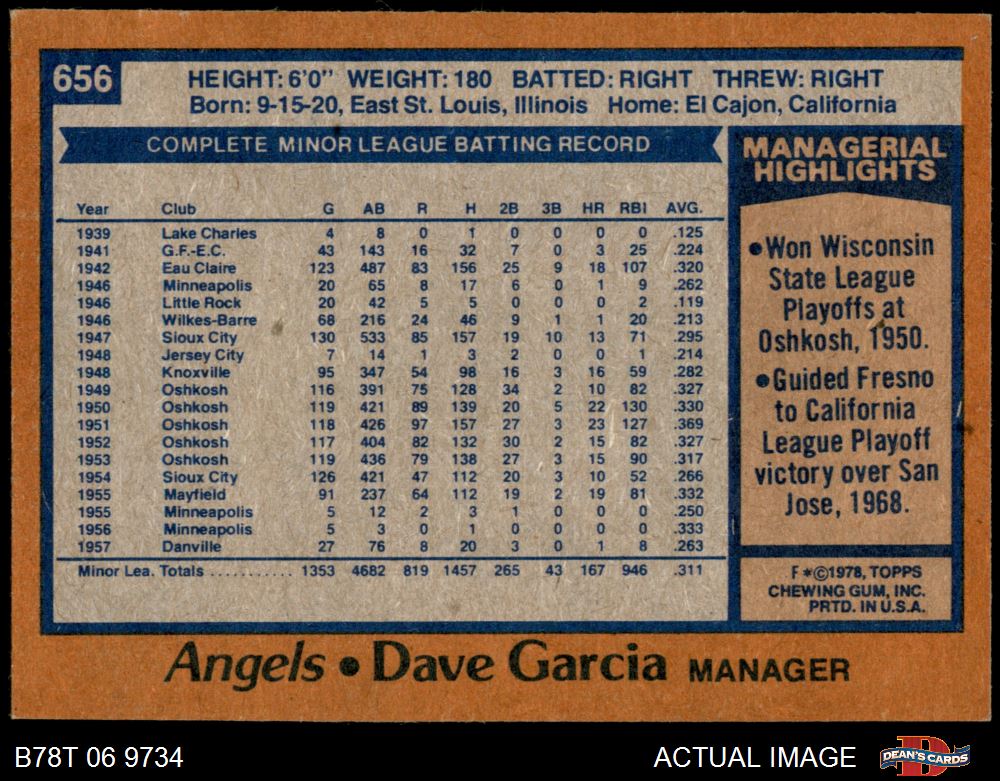 656
HEIGHT: 6'0" WEIGHT: 180 BATTED: RIGHT THREW: RIGHT
Born: 9-15-20, East St. Louis, Illinois Home: El Cajon, California
COMPLETE MINOR LEAGUE BATTING RECORD
Year Club G AB R H 2B 3B HR RBI AVG.
1939 Lake Charles 4 8 0 1 0 0 0 0 .125
1941 G.F.-E.C. 43 143 16 32 7 0 3 25 .224
1942 Eau Claire 123 487 83 156 25 9 18 107 .320
1946 Minneapolis 20 65 8 17 6 0 1 9 .262
1946 Little Rock 20 42 5 5 0 0 0 2 .119
1946 Wilkes-Barre 68 216 24 46 9 1 1 20 .213
1947 Sioux City 130 533 85 157 19 10 13 71 .295
1948 Jersey City 7 14 1 3 2 0 0 1 .214
1948 Knoxville 95 347 54 98 16 3 16 59 .282
1949 Oshkosh 116 391 75 128 34 2 10 82 .327
1950 Oshkosh 119 421 89 139 20 5 22 130 .330
1951 Oshkosh 118 426 97 157 27 3 23 127 .369
1952 Oshkosh 117 404 82 132 30 2 15 82 .327
1953 Oshkosh 119 436 79 138 27 3 15 90 .317
1954 Sioux City 126 421 47 112 20 3 10 52 .266
1955 Mayfield 91 237 64 112 19 2 19 81 .332
1955 Minneapolis 5 12 2 3 1 0 0 0 .250
1956 Minneapolis 5 3 0 1 0 0 0 0 .333
1957 Danville 27 76 8 20 3 0 1 8 .263
Minor Lea. Totals ........... 1353 4682 819 1457 265 43 167 946 .311
MANAGERIAL
HIGHLIGHTS
•Won Wisconsin
State League
Playoffs at
Oshkosh, 1950.
•Guided Fresno
to California
League Playoff
victory over San
Jose, 1968.
F*©1978, TOPPS
CHEWING GUM, INC.
PRTD. IN U.S.A.
Angels • Dave Garcia MANAGER
B78T 06 9734
ACTUAL IMAGE
DEAN'S CARDS